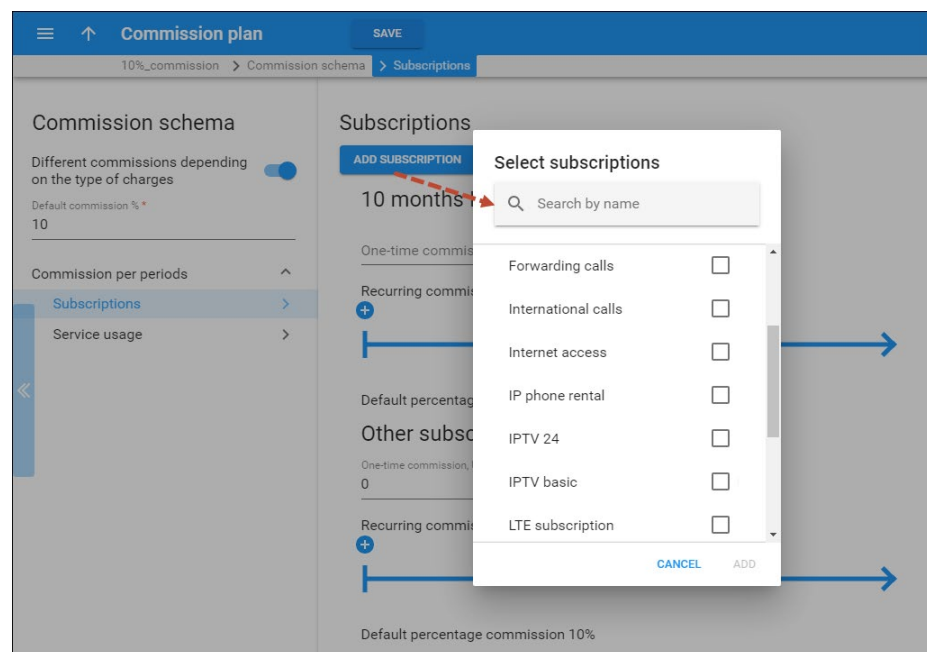 Commission plan
SAVE
10%_commission > Commission schema > Subscriptions
Commission schema
Different commissions depending
on the type of charges
Default commission % *
10
Commission per periods
Subscriptions
Service usage
Subscriptions
ADD SUBSCRIPTION
10 months
One-time commis
Recurring commis
Default percentag
Other subsc
One-time commission,
0
Recurring commis
Default percentage commission 10%
Select subscriptions
Search by name
Forwarding calls
International calls
Internet access
IP phone rental
IPTV 24
IPTV basic
LTE subscription
CANCEL
ADD